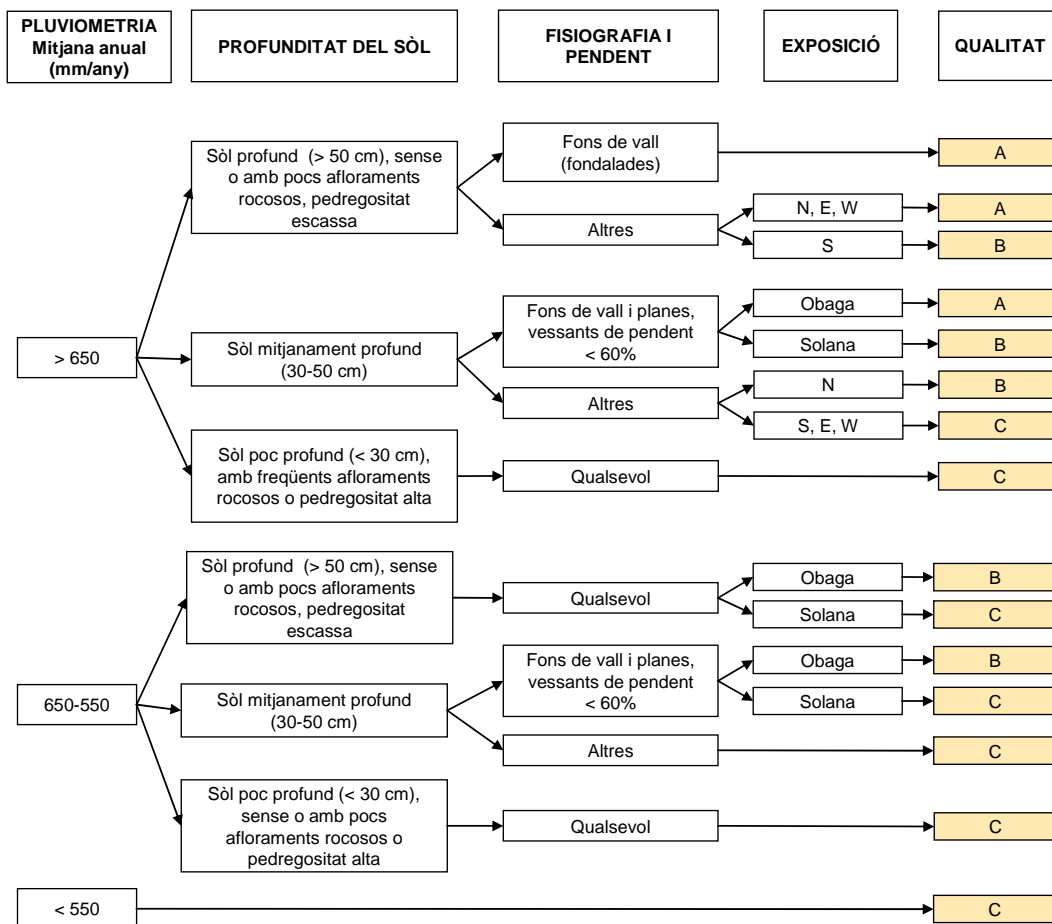 PLUVIOMETRIA
Mitjana anual
(mm/any)
PROFUNDITAT DEL SÒL
FISIOGRAFIA I
PENDENT
EXPOSICIÓ
QUALITAT
> 650
Sòl profund (> 50 cm), sense
o amb pocs afloraments
rocosos, pedregositat
escassa
Fons de vall
(fondalades)
A
Altres
N, E, W
A
S
B
Sòl mitjanament profund
(30-50 cm)
Fons de vall i planes,
vessants de pendent
< 60%
Obaga
A
Solana
B
Altres
N
B
S, E, W
C
Sòl poc profund (< 30 cm),
amb freqüents afloraments
rocosos o pedregositat alta
Qualsevol
C
650-550
Sòl profund (> 50 cm), sense
o amb pocs afloraments
rocosos, pedregositat
escassa
Qualsevol
Obaga
B
Solana
C
Sòl mitjanament profund
(30-50 cm)
Fons de vall i planes,
vessants de pendent
< 60%
Obaga
B
Solana
C
Altres
C
Sòl poc profund (< 30 cm),
sense o amb pocs
afloraments rocosos o
pedregositat alta
Qualsevol
C
< 550
C